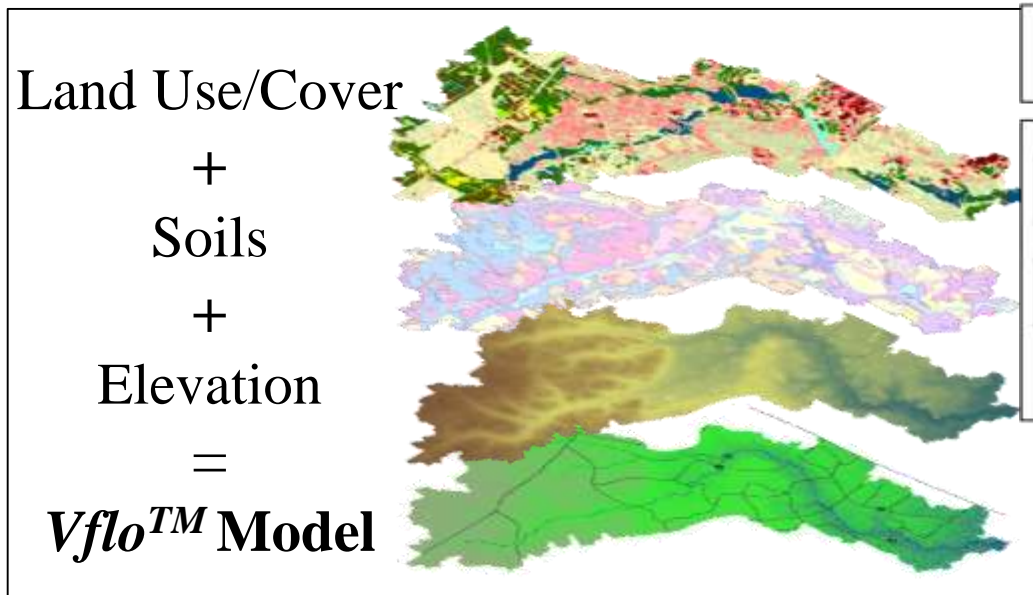 Land Use/Cover
+
Soils
+
Elevation
=
Vflo™ Model